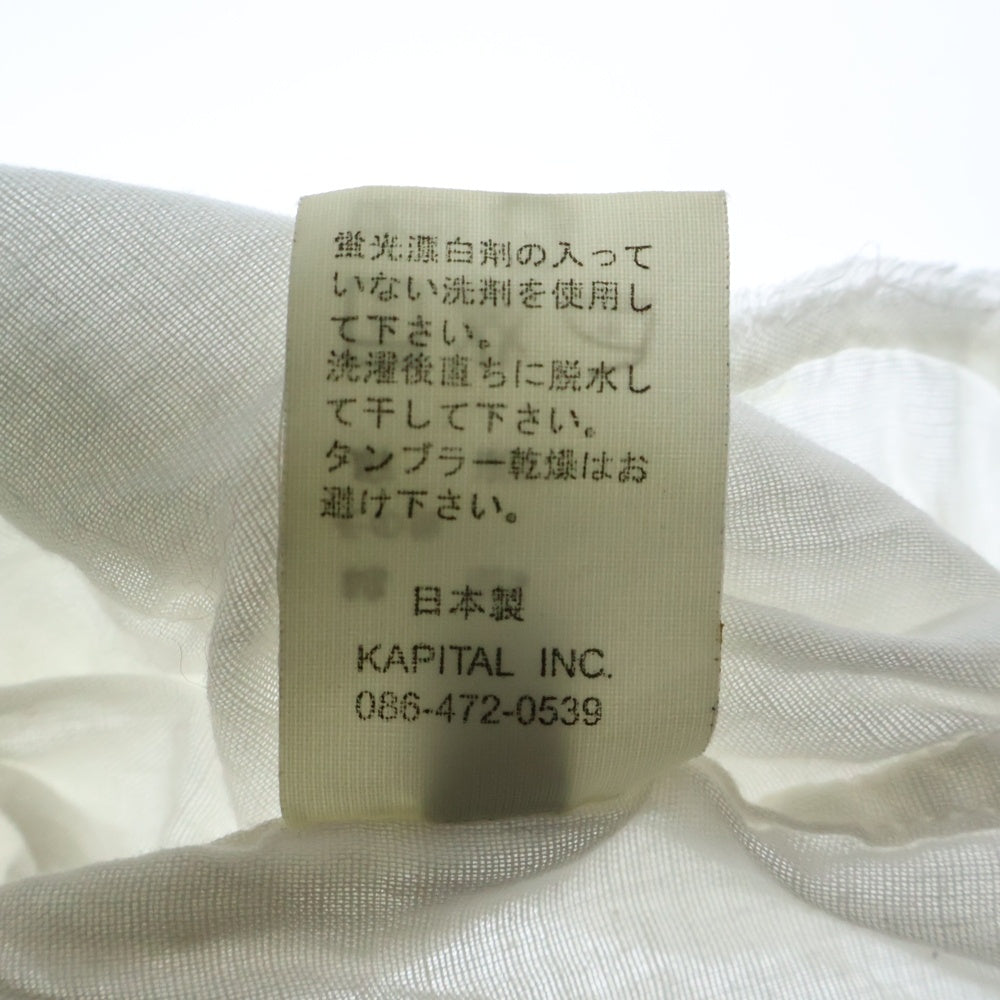 蛍光漂白剤の入って
いない洗剤を使用し
て下さい。
洗濯後直ちに脱水し
て干して下さい。
タンブラー乾燥はお
避け下さい。
日本製
KAPITAL INC.
086-472-0539